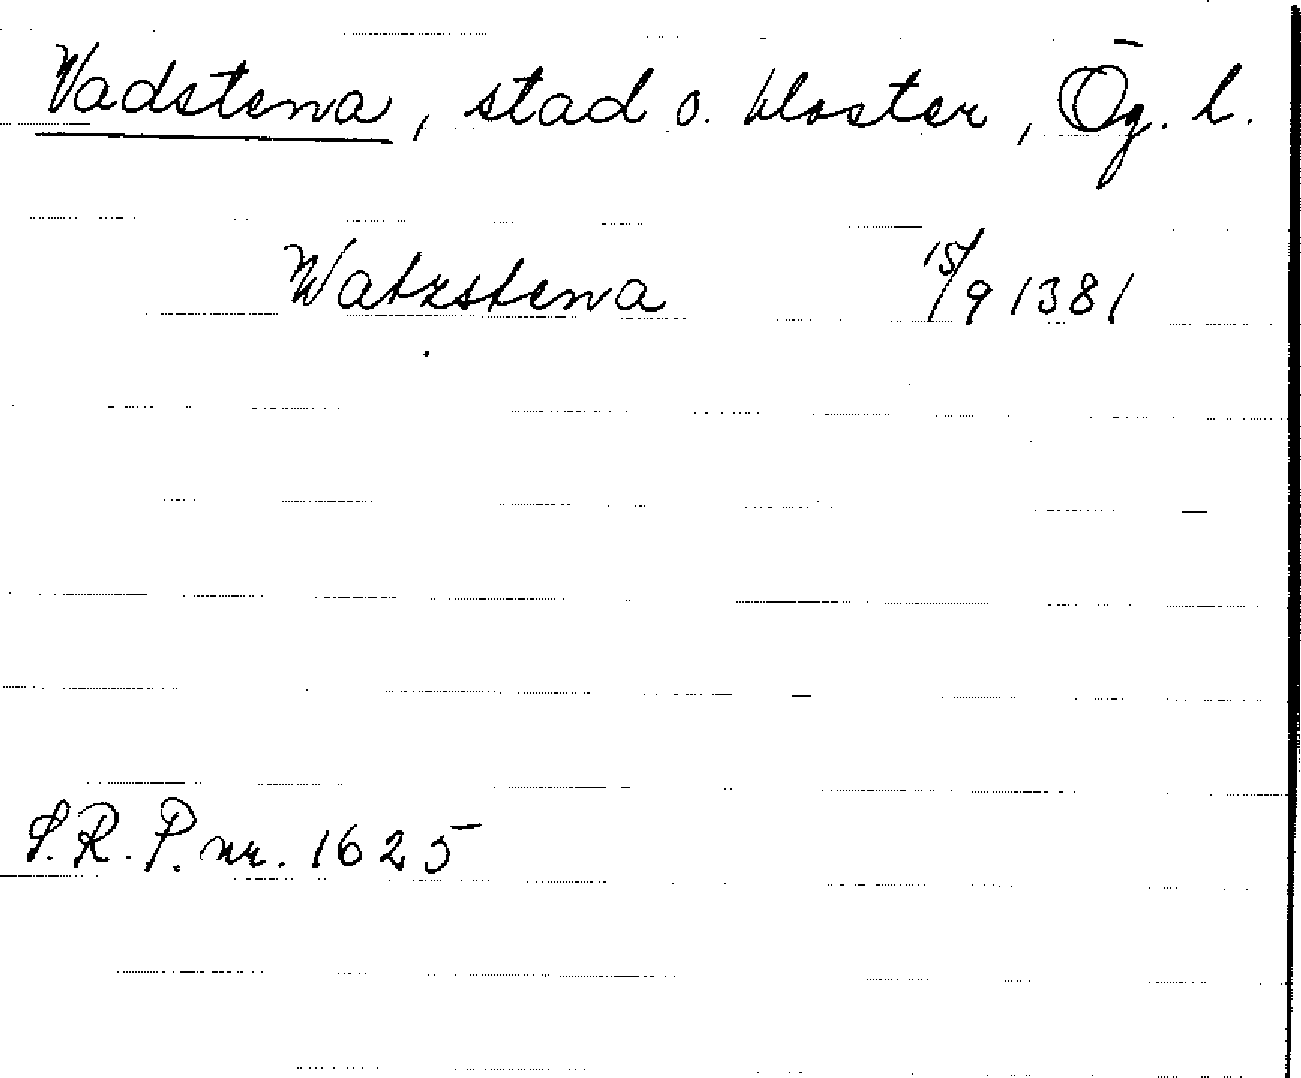 Vadstena, stad o. kloster, Ög. l.
Watzstena 15/9 1381
S.R.P. nr. 1625